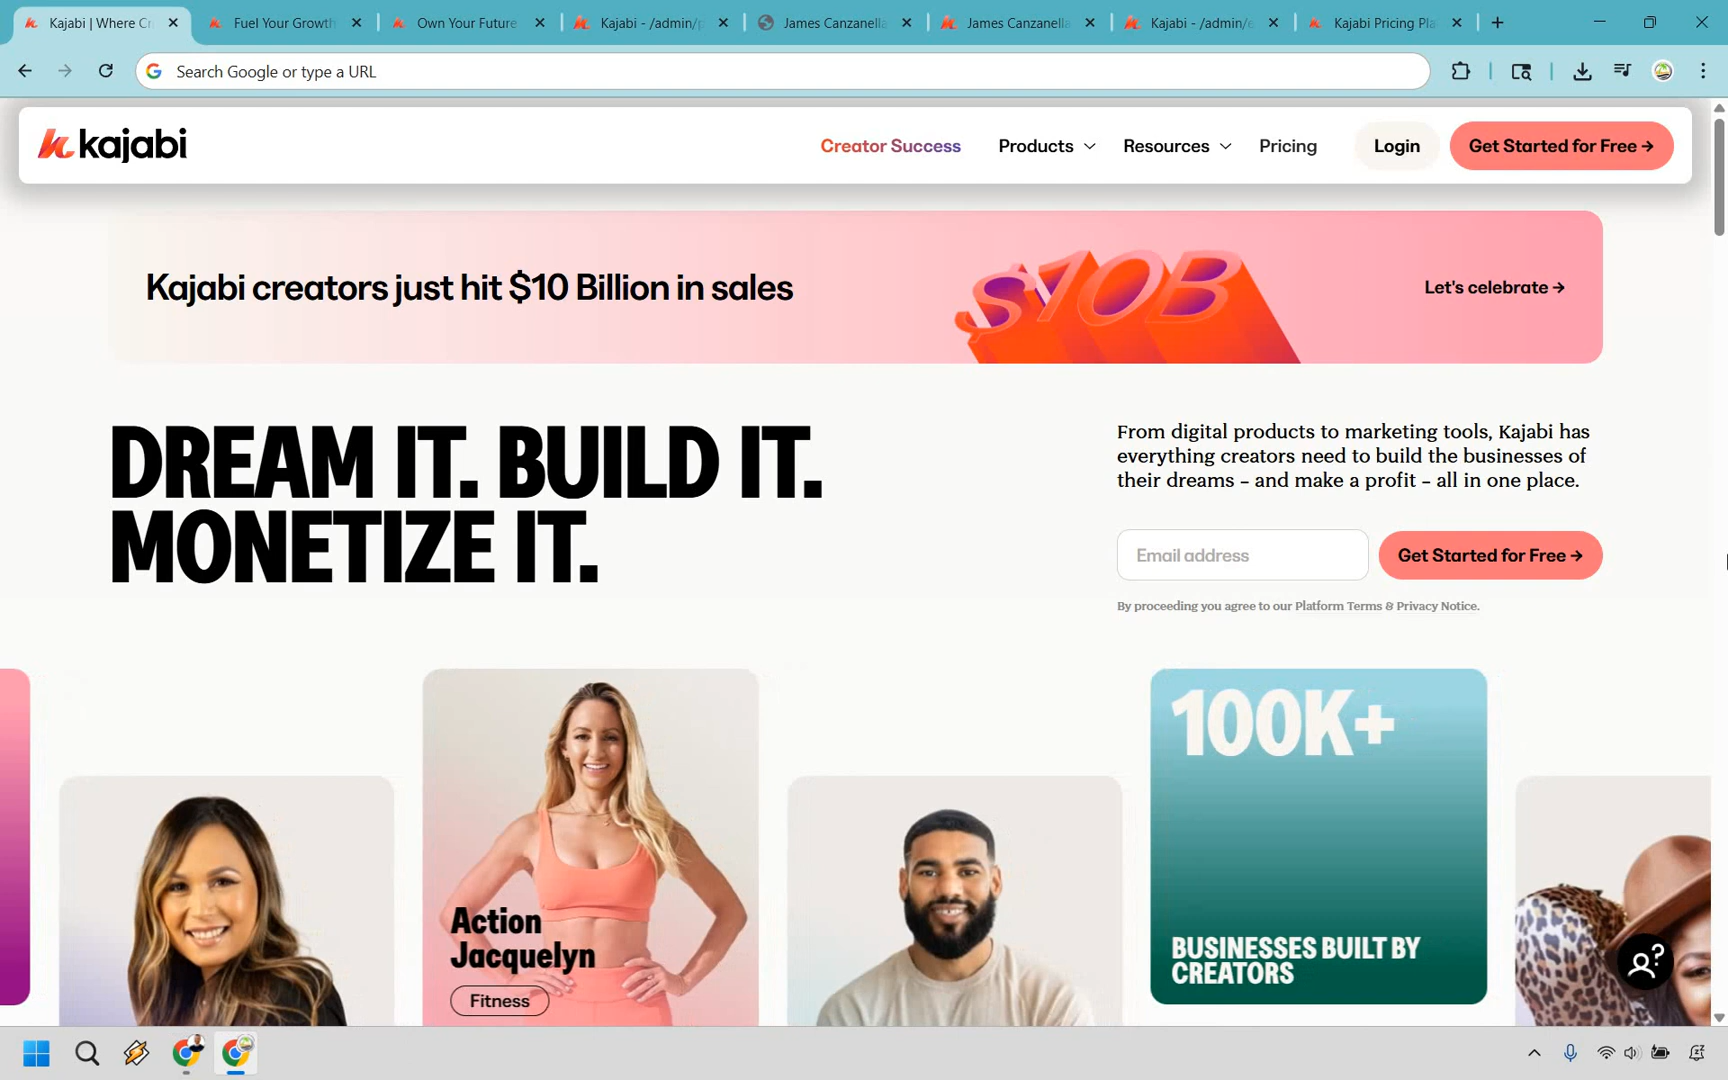 Kajabi | Where Cr
Fuel Your Growth
Own Your Future
Kajabi - /admin/p
James Canzanella
James Canzanella
Kajabi - /admin/e
Kajabi Pricing Pla
Search Google or type a URL
kajabi
Creator Success
Products
Resources
Pricing
Login
Get Started for Free →
Kajabi creators just hit $10 Billion in sales
$10B
Let's celebrate →
DREAM IT. BUILD IT.
MONETIZE IT.
From digital products to marketing tools, Kajabi has
everything creators need to build the businesses of
their dreams – and make a profit – all in one place.
Email address
Get Started for Free →
By proceeding you agree to our Platform Terms & Privacy Notice.
Action
Jacquelyn
Fitness
100K+
BUSINESSES BUILT BY
CREATORS